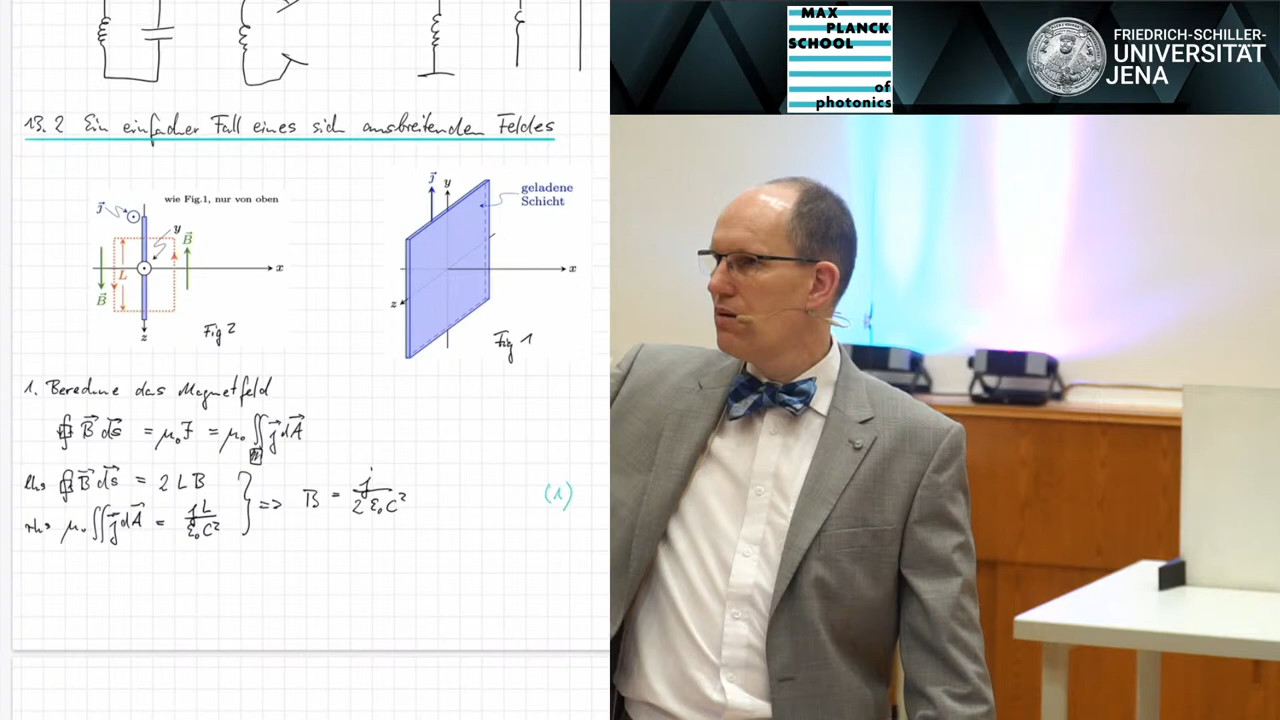 MAX
PLANCK
SCHOOL
of
photonics
FRIEDRICH-SCHILLER-
UNIVERSITÄT
JENA
13.2 Ein einfacher Fall eines sich ausbreitenden Feldes
wie Fig.1, nur von oben
j⃗
y
B⃗
L
x
B⃗
z
Fig 2
j⃗ y
geladene
Schicht
x
z
Fig 1
1. Berechne das Magnetfeld
∮ B⃗ ds⃗ = μ₀ I = μ₀ ∬ j⃗ dA⃗
lhs ∮ B⃗ ds⃗ = 2 L B
rhs μ₀ ∬ j⃗ dA⃗ = jL / ε₀c²
} => B = j / 2ε₀c² (1)